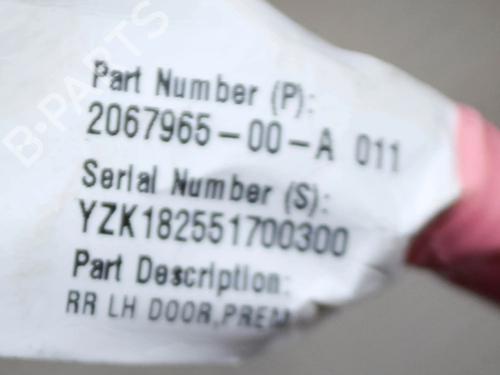 B-PARTS
Part Number (P):
2067965-00-A 011
Serial Number (S):
YZK182551700300
Part Description:
RR LH DOOR,PREM